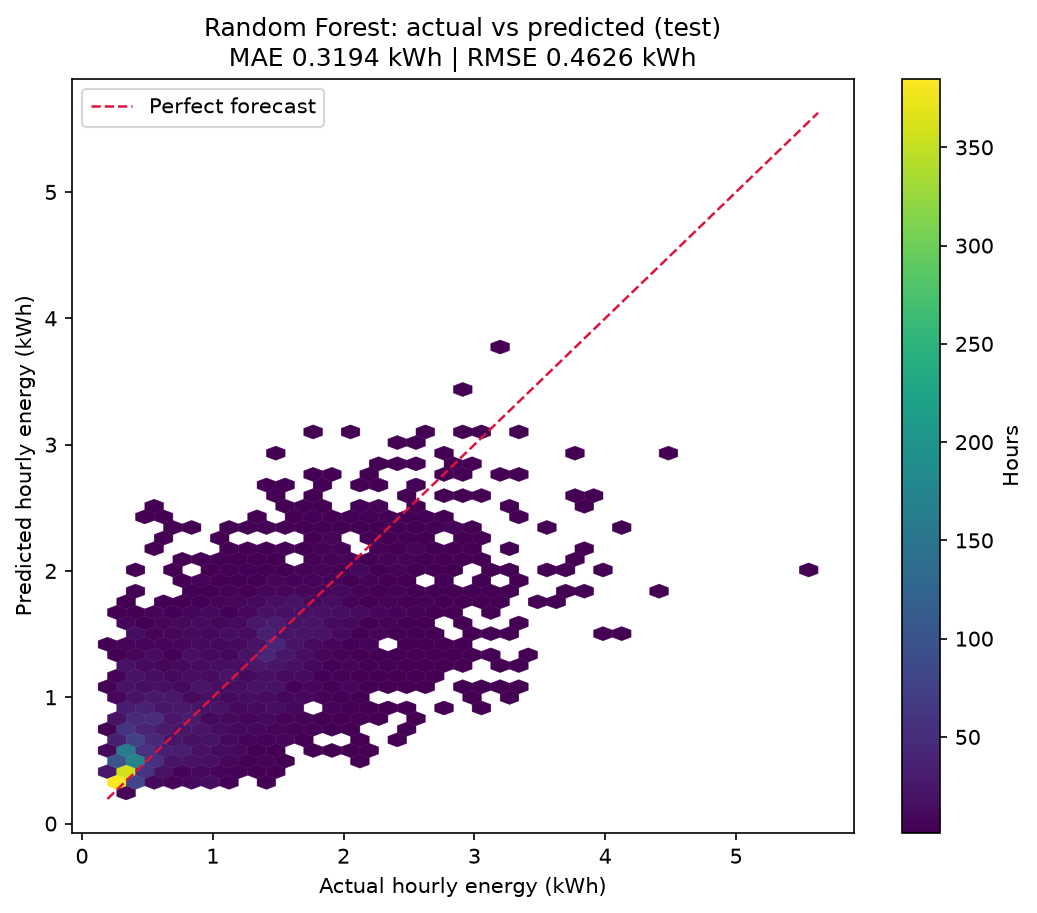 Random Forest: actual vs predicted (test)
MAE 0.3194 kWh | RMSE 0.4626 kWh
Perfect forecast
Predicted hourly energy (kWh)
5
4
3
2
1
0
0 1 2 3 4 5
Actual hourly energy (kWh)
350
300
250
200
150
100
50
Hours